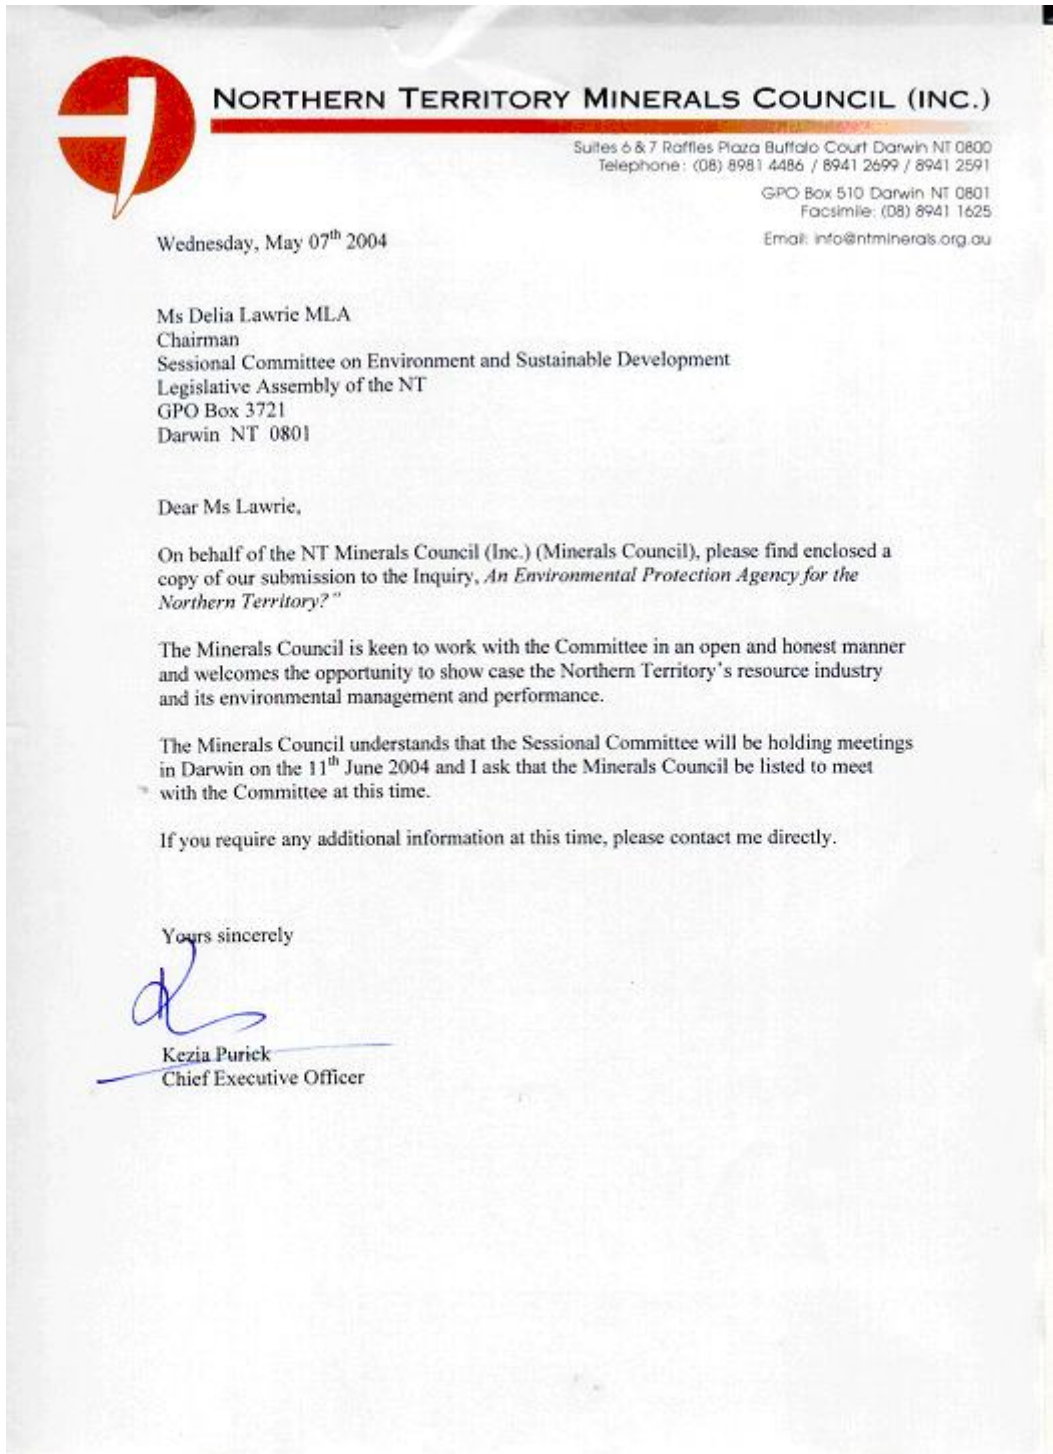 NORTHERN TERRITORY MINERALS COUNCIL (INC.)
Suites 6 & 7 Raffles Plaza Buffalo Court Darwin NT 0800
Telephone: (08) 8981 4486 / 8941 2699 / 8941 2591
GPO Box 510 Darwin NT 0801
Facsimile: (08) 8941 1625
Email: info@ntminerals.org.au
Wednesday, May 07th 2004
Ms Delia Lawrie MLA
Chairman
Sessional Committee on Environment and Sustainable Development
Legislative Assembly of the NT
GPO Box 3721
Darwin NT 0801
Dear Ms Lawrie,
On behalf of the NT Minerals Council (Inc.) (Minerals Council), please find enclosed a
copy of our submission to the Inquiry, An Environmental Protection Agency for the
Northern Territory?"
The Minerals Council is keen to work with the Committee in an open and honest manner
and welcomes the opportunity to show case the Northern Territory's resource industry
and its environmental management and performance.
The Minerals Council understands that the Sessional Committee will be holding meetings
in Darwin on the 11th June 2004 and I ask that the Minerals Council be listed to meet
with the Committee at this time.
If you require any additional information at this time, please contact me directly.
Yours sincerely
Kezia Purick
Chief Executive Officer